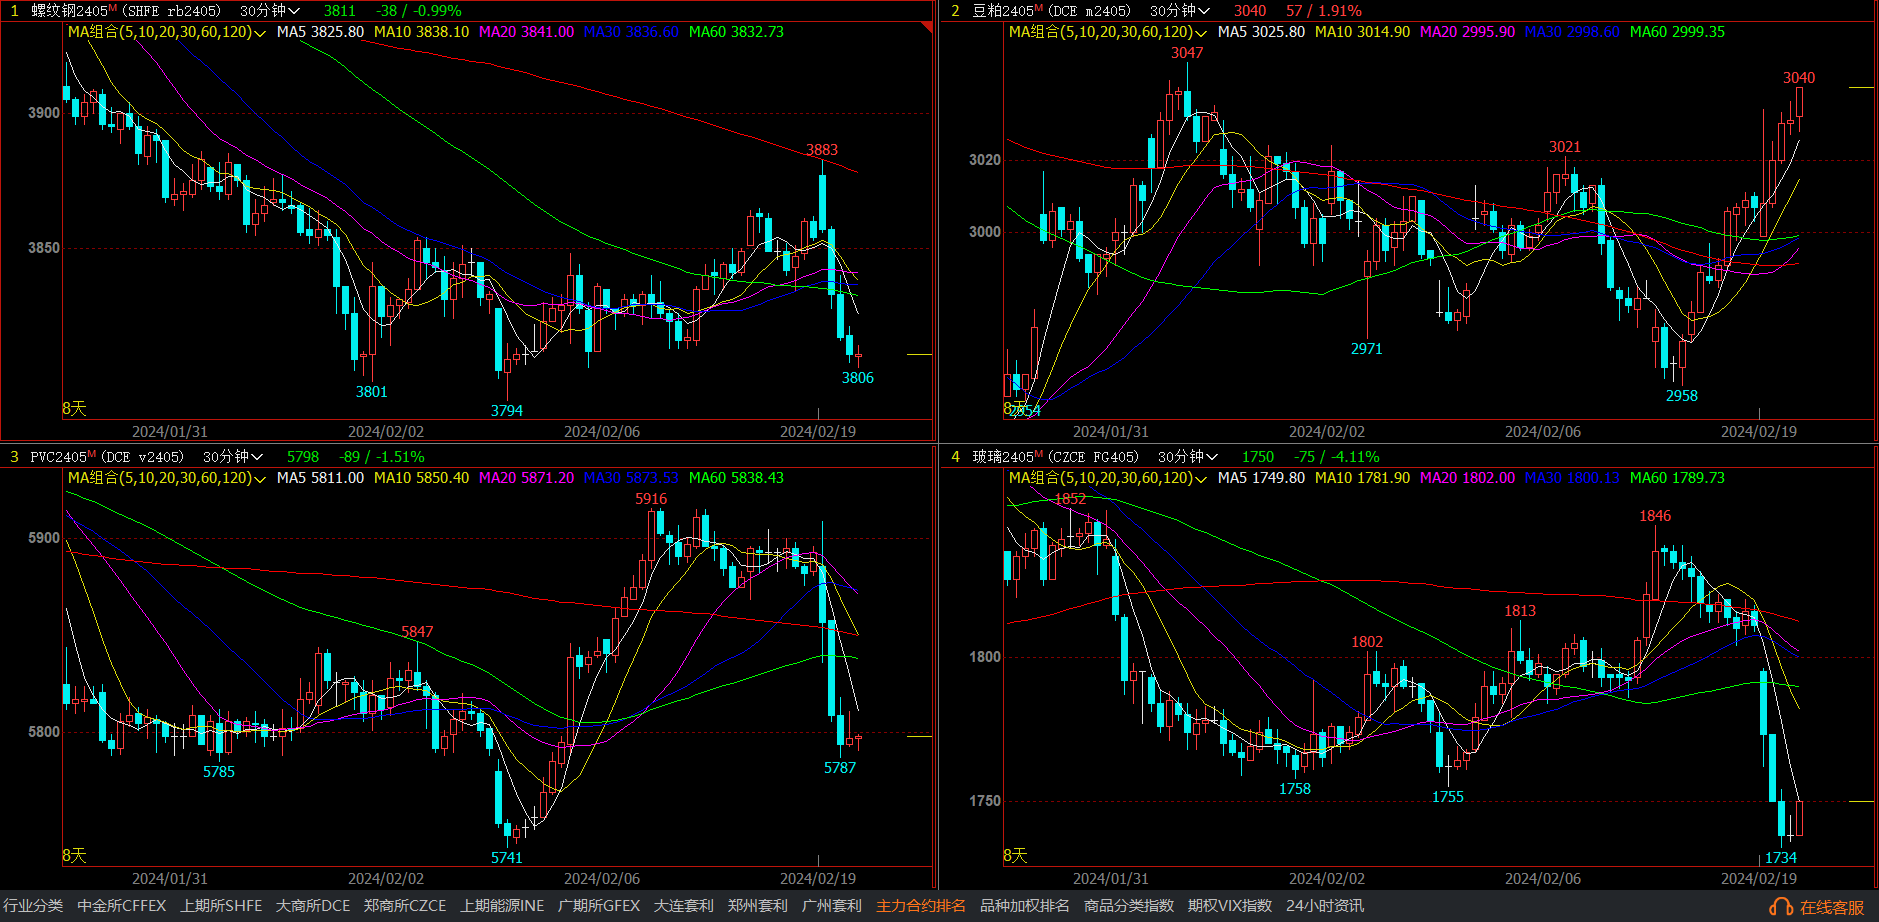 1 螺纹钢2405M (SHFE rb2405) 30分钟 3811 -38 / -0.99%
MA组合(5,10,20,30,60,120) MA5 3825.80 MA10 3838.10 MA20 3841.00 MA30 3836.60 MA60 3832.73
3883
3900
3850
3801
3794
3806
8天
2024/01/31 2024/02/02 2024/02/06 2024/02/19
2 豆粕2405M (DCE m2405) 30分钟 3040 57 / 1.91%
MA组合(5,10,20,30,60,120) MA5 3025.80 MA10 3014.90 MA20 2995.90 MA30 2998.60 MA60 2999.35
3047
3040
3021
3020
3000
2971
2958
8天
2654
2024/01/31 2024/02/02 2024/02/06 2024/02/19
3 PVC2405M (DCE v2405) 30分钟 5798 -89 / -1.51%
MA组合(5,10,20,30,60,120) MA5 5811.00 MA10 5850.40 MA20 5871.20 MA30 5873.53 MA60 5838.43
5916
5900
5847
5800
5785
5787
5741
8天
2024/01/31 2024/02/02 2024/02/06 2024/02/19
4 玻璃2405M (CZCE FG405) 30分钟 1750 -75 / -4.11%
MA组合(5,10,20,30,60,120) MA5 1749.80 MA10 1781.90 MA20 1802.00 MA30 1800.13 MA60 1789.73
1852
1846
1813
1802
1800
1758
1755
1750
1734
8天
2024/01/31 2024/02/02 2024/02/06 2024/02/19
行业分类 中金所CFFEX 上期所SHFE 大商所DCE 郑商所CZCE 上期能源INE 广期所GFEX 大连套利 郑州套利 广州套利 主力合约排名 品种加权排名 商品分类指数 期权VIX指数 24小时资讯 在线客服